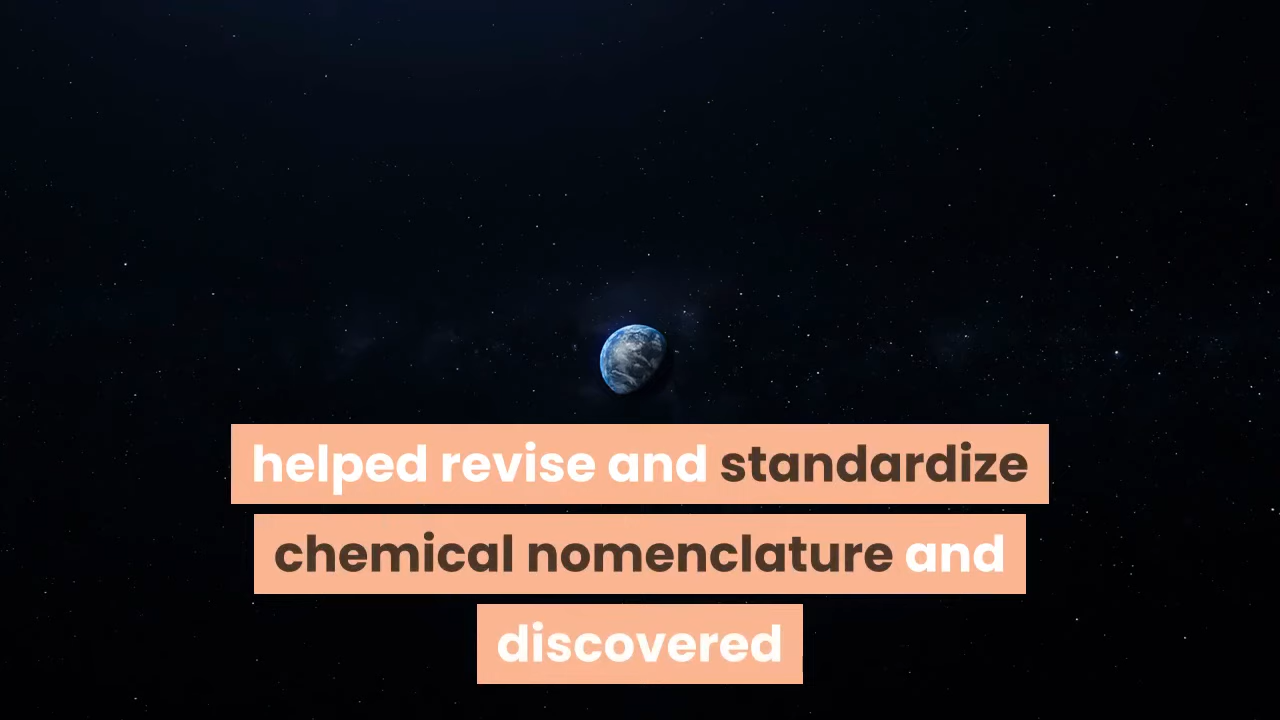 helped revise and standardize
chemical nomenclature and
discovered